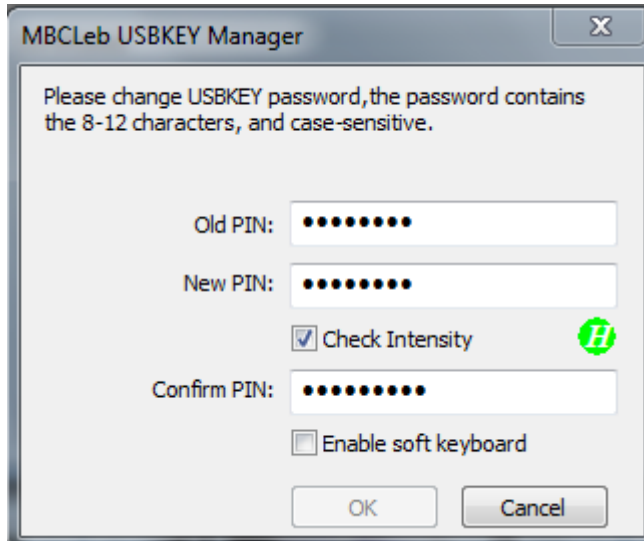 MBCLeb USBKEY Manager
Please change USBKEY password,the password contains
the 8-12 characters, and case-sensitive.
Old PIN: ••••••••
New PIN: ••••••••
Check Intensity H
Confirm PIN: •••••••••
Enable soft keyboard
OK Cancel